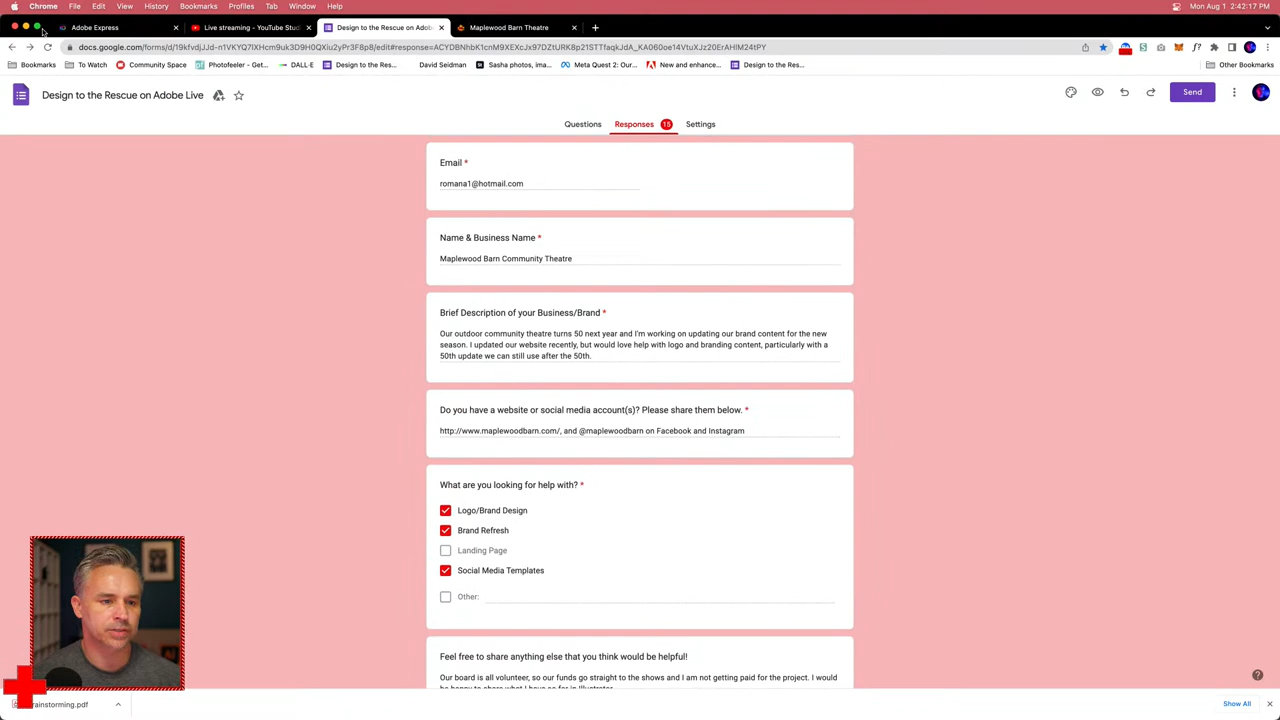 Chrome File Edit View History Bookmarks Profiles Tab Window Help Mon Aug 1 2:42:17 PM
Adobe Express Live streaming - YouTube Stud Design to the Rescue on Adob Maplewood Barn Theatre
Bookmarks To Watch Community Space Photofeeler - Get... DALL·E Design to the Res... David Seidman Sasha photos, ima... Meta Quest 2: Our... New and enhance... Design to the Res... Other Bookmarks
Design to the Rescue on Adobe Live Send
Questions Responses 15 Settings
Email *
romana1@hotmail.com
Name & Business Name *
Maplewood Barn Community Theatre
Brief Description of your Business/Brand *
Our outdoor community theatre turns 50 next year and I'm working on updating our brand content for the new
season. I updated our website recently, but would love help with logo and branding content, particularly with a
50th update we can still use after the 50th.
Do you have a website or social media account(s)? Please share them below. *
http://www.maplewoodbarn.com/, and @maplewoodbarn on Facebook and Instagram
What are you looking for help with? *
Logo/Brand Design
Brand Refresh
Landing Page
Social Media Templates
Other:
Feel free to share anything else that you think would be helpful!
Our board is all volunteer, so our funds go straight to the shows and I am not getting paid for the project. I would
be happy to share what I have so far in Illustrator.
rainstorming.pdf Show All